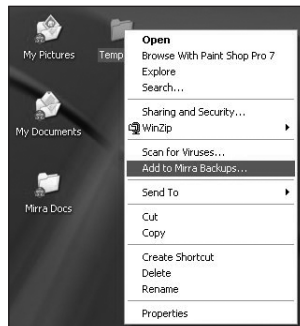 My Pictures
Temp
My Documents
Mirra Docs
Open
Browse With Paint Shop Pro 7
Explore
Search...
Sharing and Security...
WinZip
Scan for Viruses...
Add to Mirra Backups...
Send To
Cut
Copy
Create Shortcut
Delete
Rename
Properties